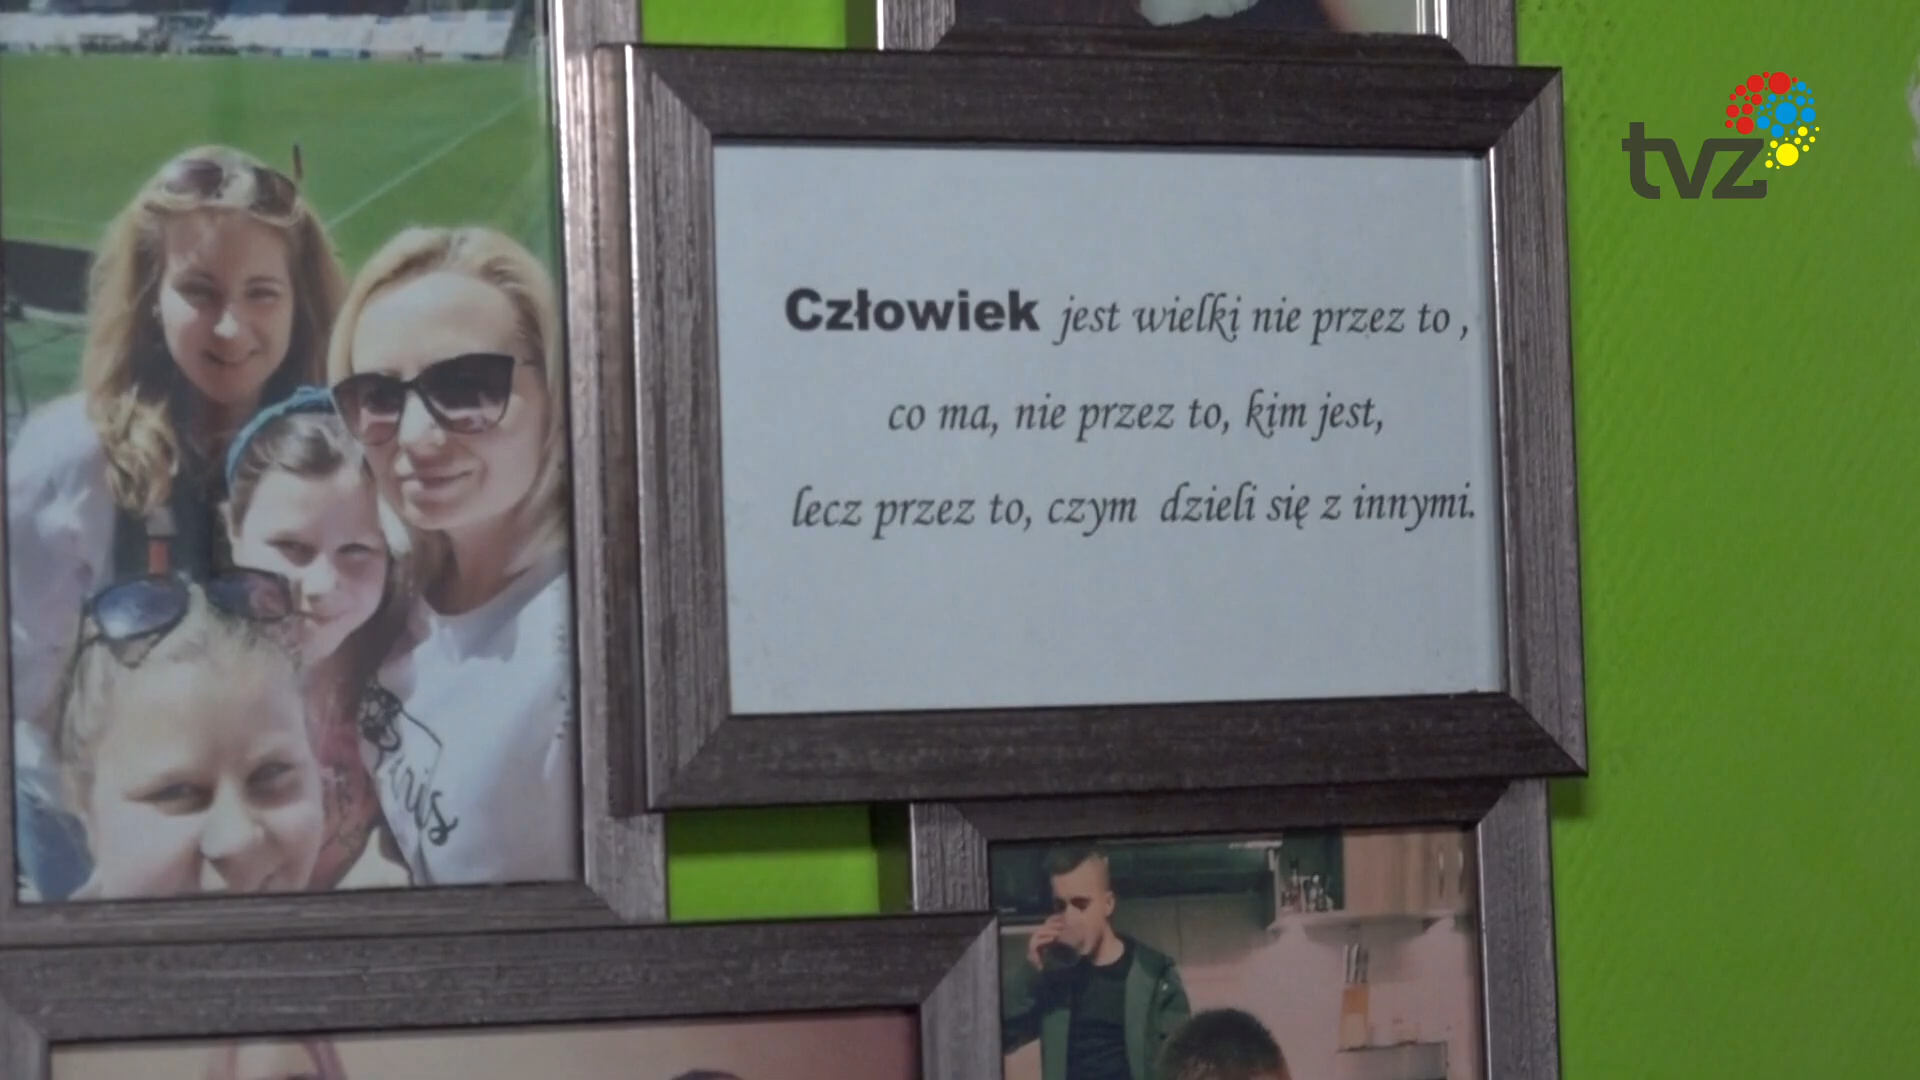 tvz
Człowiek jest wielki nie przez to ,
co ma, nie przez to, kim jest,
lecz przez to, czym dzieli się z innymi.